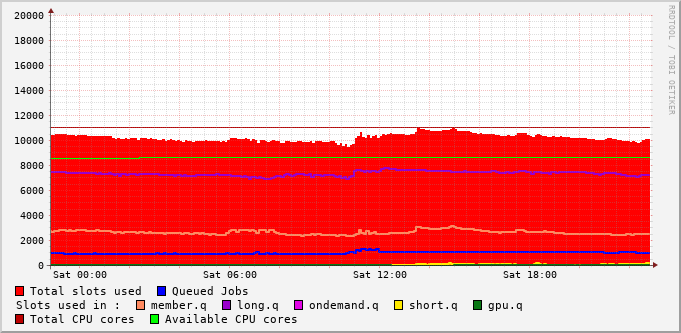 20000
18000
16000
14000
12000
10000
8000
6000
4000
2000
0
Sat 00:00 Sat 06:00 Sat 12:00 Sat 18:00
RRDTOOL / TOBI OETIKER
Total slots used Queued Jobs
Slots used in : member.q long.q ondemand.q short.q gpu.q
Total CPU cores Available CPU cores